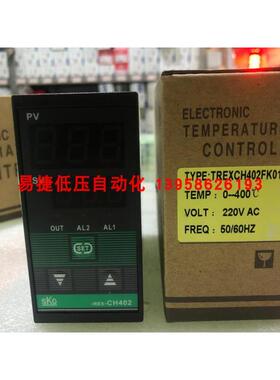 PV
S
易捷低压自动化 13958626193
OUT AL2 AL1
SET
REX-CH402
SKG
ELECTRONIC
TEMPERATURE
CONTROL
TYPE:TREXCH402FK01
TEMP : 0—400℃
VOLT : 220V AC
FREQ : 50/60HZ